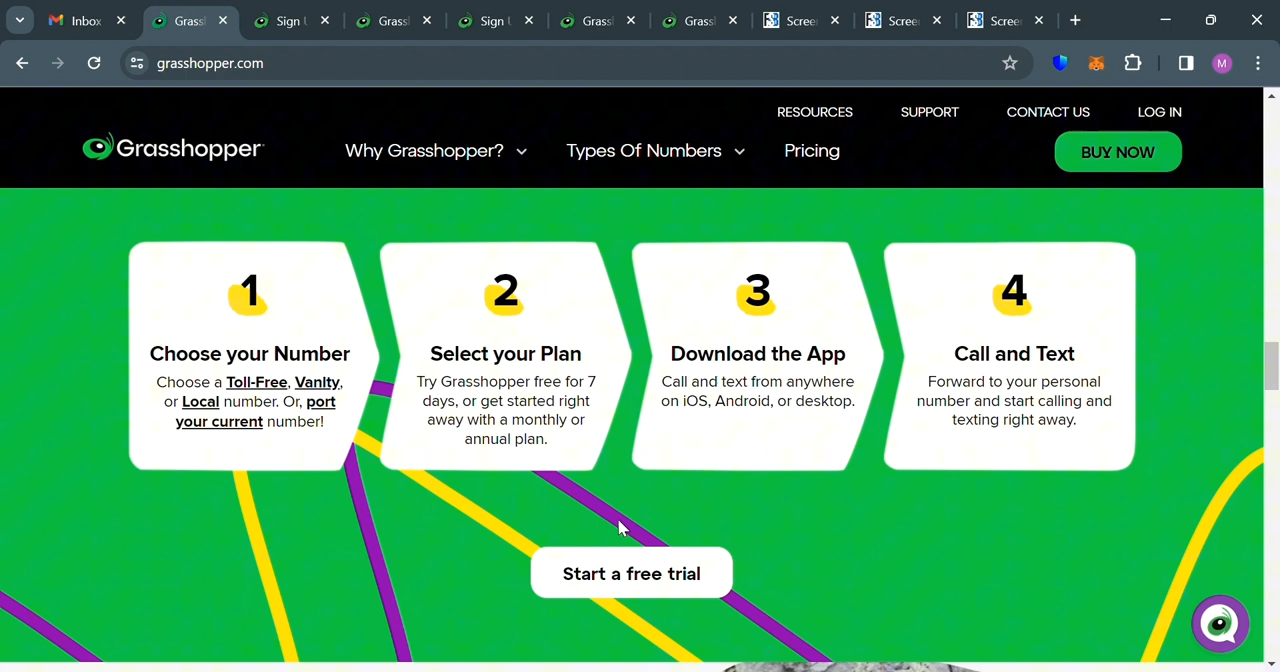 Inbox
Grassl
Sign U
Grassl
Sign U
Grassl
Grassl
Scree
Scree
Scree
grasshopper.com
M
RESOURCES SUPPORT CONTACT US LOG IN
Grasshopper
Why Grasshopper? Types Of Numbers Pricing BUY NOW
1
Choose your Number
Choose a Toll-Free, Vanity,
or Local number. Or, port
your current number!
2
Select your Plan
Try Grasshopper free for 7
days, or get started right
away with a monthly or
annual plan.
3
Download the App
Call and text from anywhere
on iOS, Android, or desktop.
4
Call and Text
Forward to your personal
number and start calling and
texting right away.
Start a free trial